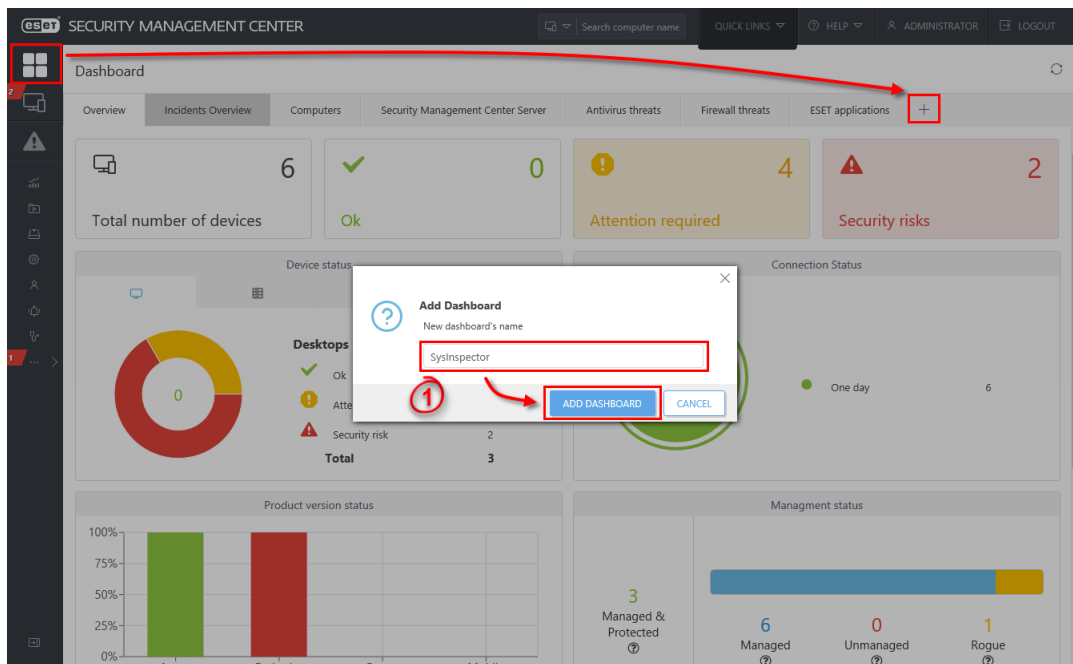 eseT SECURITY MANAGEMENT CENTER
Search computer name
QUICK LINKS
HELP
ADMINISTRATOR
LOGOUT
Dashboard
2
Overview
Incidents Overview
Computers
Security Management Center Server
Antivirus threats
Firewall threats
ESET applications
6
0
4
2
Total number of devices
Ok
Attention required
Security risks
Device status
Connection Status
Add Dashboard
New dashboard's name
SysInspector
1
ADD DASHBOARD
CANCEL
0
Desktops
Ok
Security risk 2
Total 3
One day 6
1
Product version status
Managment status
100%
75%
50%
25%
0%
3
Managed &
Protected
6
Managed
0
Unmanaged
1
Rogue